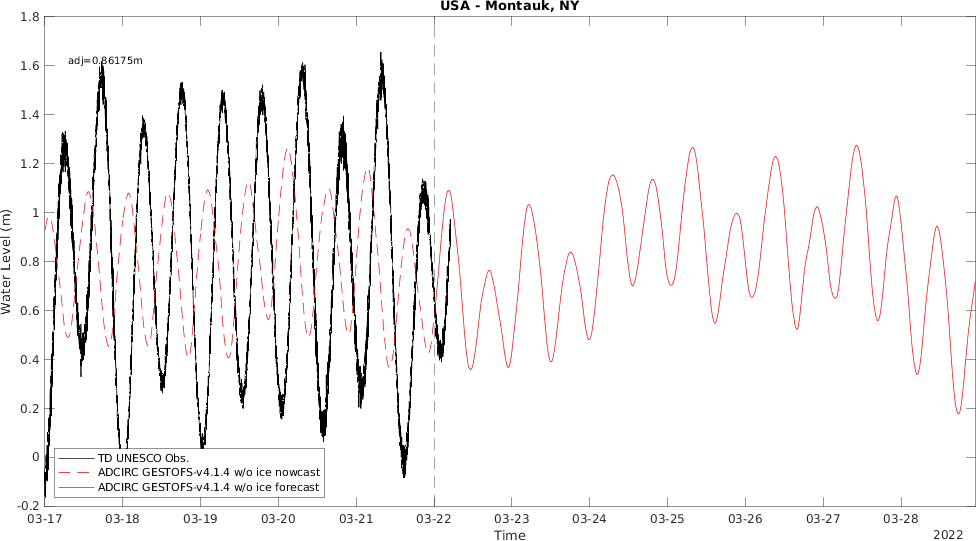 USA - Montauk, NY
adj=0.86175m
Water Level (m)
1.8
1.6
1.4
1.2
1
0.8
0.6
0.4
0.2
0
-0.2
TD UNESCO Obs.
ADCIRC GESTOFS-v4.1.4 w/o ice nowcast
ADCIRC GESTOFS-v4.1.4 w/o ice forecast
03-17 03-18 03-19 03-20 03-21 03-22 03-23 03-24 03-25 03-26 03-27 03-28
Time
2022